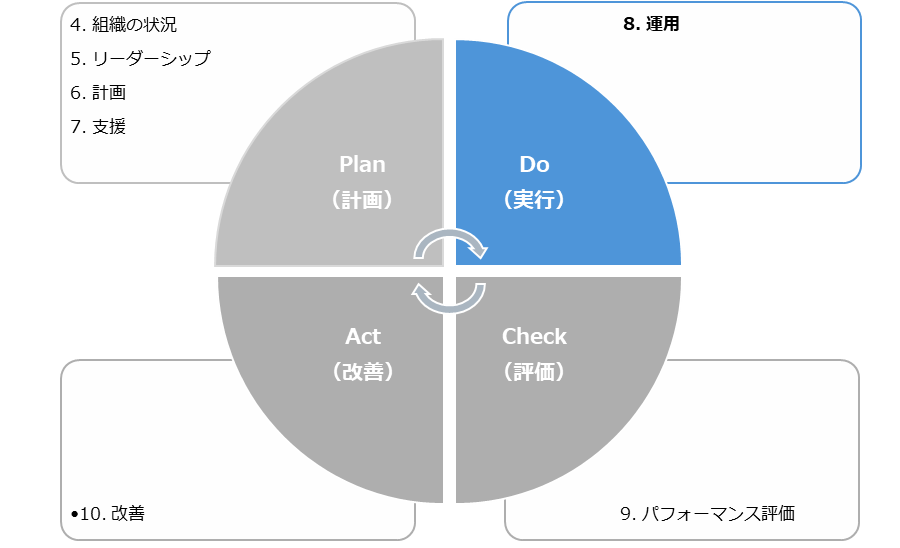 4. 組織の状況
5. リーダーシップ
6. 計画
7. 支援
8. 運用
Plan
（計画）
Do
（実行）
Act
（改善）
Check
（評価）
•10. 改善
9. パフォーマンス評価